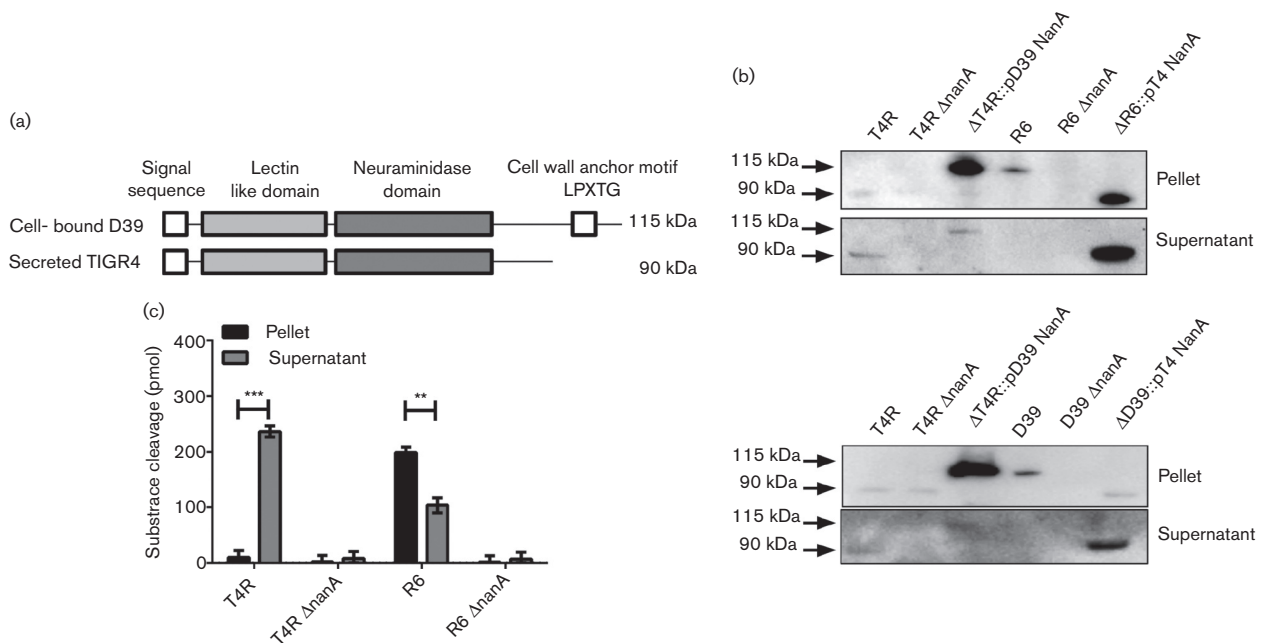 (a)
Signal sequence
Lectin like domain
Neuraminidase domain
Cell wall anchor motif LPXTG
Cell- bound D39
115 kDa
Secreted TIGR4
90 kDa
(b)
T4R
T4R ΔnanA
ΔT4R::pD39 NanA
R6
R6 ΔnanA
ΔR6::pT4 NanA
115 kDa
90 kDa
Pellet
115 kDa
90 kDa
Supernatant
T4R
T4R ΔnanA
ΔT4R::pD39 NanA
D39
D39 ΔnanA
ΔD39::pT4 NanA
115 kDa
90 kDa
Pellet
115 kDa
90 kDa
Supernatant
(c)
Pellet
Supernatant
Substrace cleavage (pmol)
400
300
200
100
0
***
**
T4R
T4R ΔnanA
R6
R6 ΔnanA